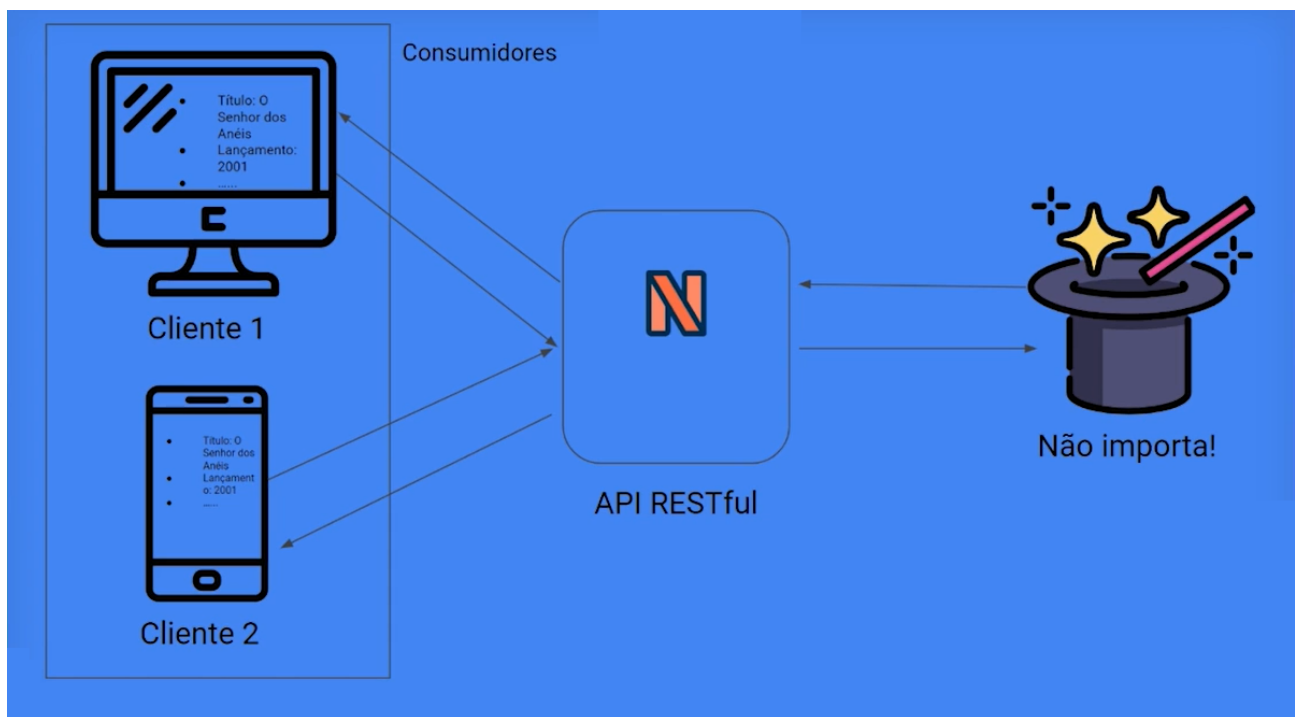 Consumidores
• Título: O
Senhor dos
Anéis
• Lançamento:
2001
• ......
Cliente 1
N
• Título: O
Senhor dos
Anéis
• Lançament
o: 2001
• ......
Cliente 2
API RESTful
Não importa!